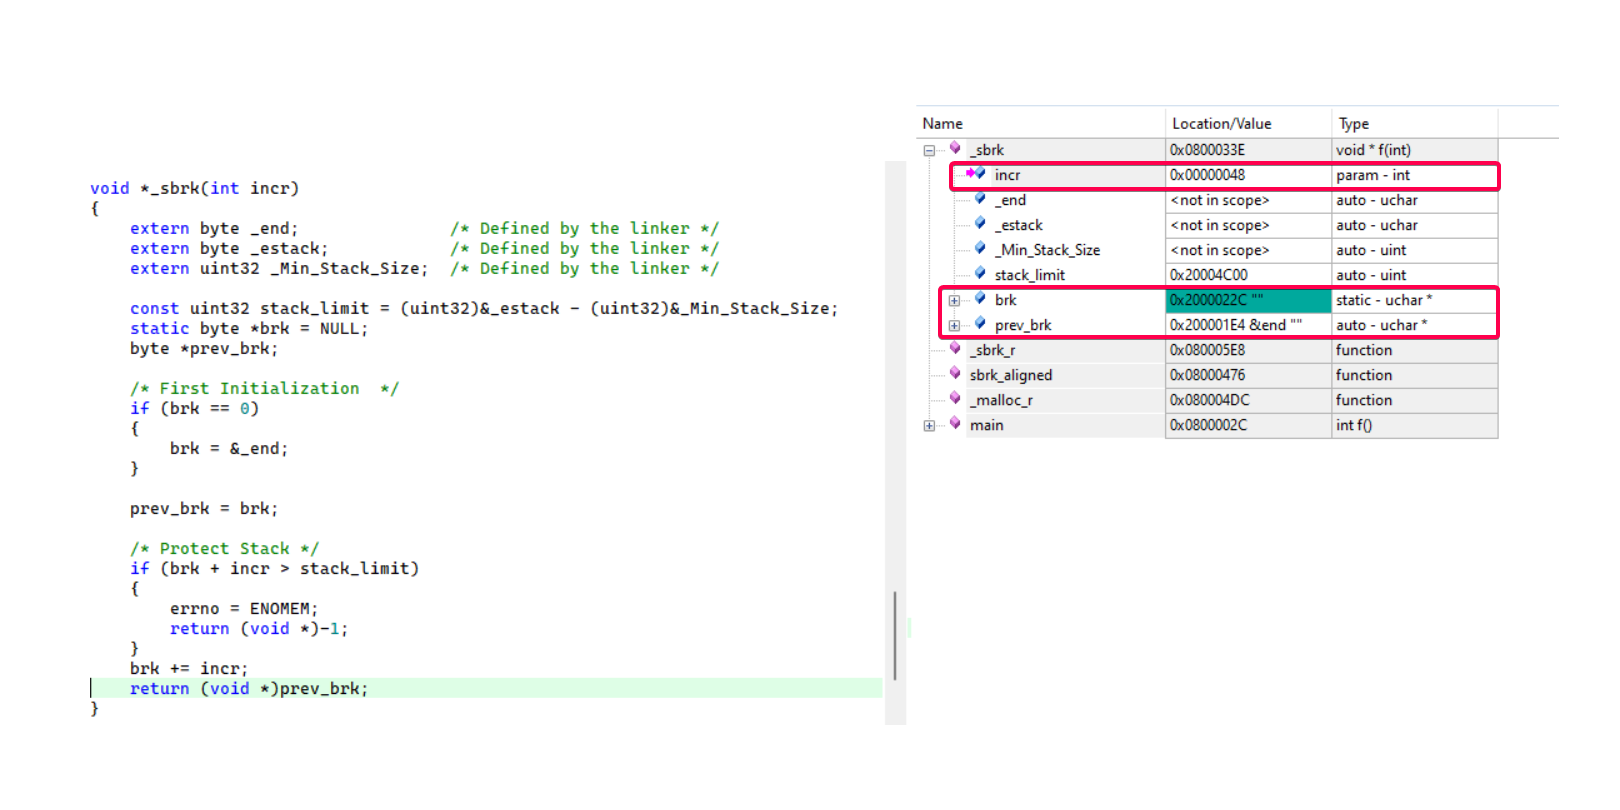 void *_sbrk(int incr)
{
    extern byte _end;               /* Defined by the linker */
    extern byte _estack;            /* Defined by the linker */
    extern uint32 _Min_Stack_Size;  /* Defined by the linker */
    const uint32 stack_limit = (uint32)&_estack - (uint32)&_Min_Stack_Size;
    static byte *brk = NULL;
    byte *prev_brk;
    /* First Initialization  */
    if (brk == 0)
    {
        brk = &_end;
    }
    prev_brk = brk;
    /* Protect Stack */
    if (brk + incr > stack_limit)
    {
        errno = ENOMEM;
        return (void *)-1;
    }
    brk += incr;
    return (void *)prev_brk;
}
Name Location/Value Type
_sbrk 0x0800033E void * f(int)
incr 0x00000048 param - int
_end <not in scope> auto - uchar
_estack <not in scope> auto - uchar
_Min_Stack_Size <not in scope> auto - uint
stack_limit 0x20004C00 auto - uint
brk 0x2000022C "" static - uchar *
prev_brk 0x200001E4 &end "" auto - uchar *
_sbrk_r 0x080005E8 function
sbrk_aligned 0x08000476 function
_malloc_r 0x080004DC function
main 0x0800002C int f()